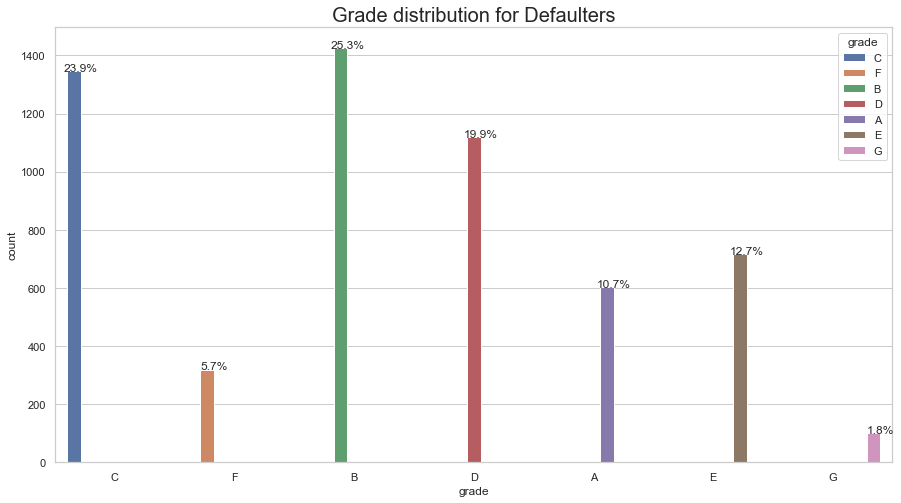 Grade distribution for Defaulters
1400
1200
1000
800
600
400
200
0
count
23.9%
5.7%
25.3%
19.9%
10.7%
12.7%
1.8%
grade
C
F
B
D
A
E
G
C F B D A E G
grade